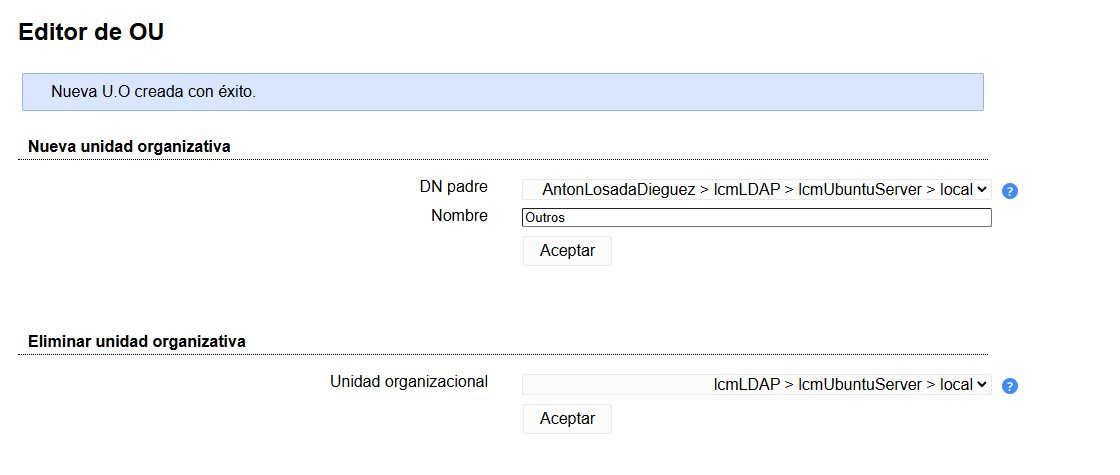 Editor de OU
Nueva U.O creada con éxito.
Nueva unidad organizativa
DN padre AntonLosadaDieguez > lcmLDAP > lcmUbuntuServer > local ?
Nombre Outros
Aceptar
Eliminar unidad organizativa
Unidad organizacional lcmLDAP > lcmUbuntuServer > local ?
Aceptar